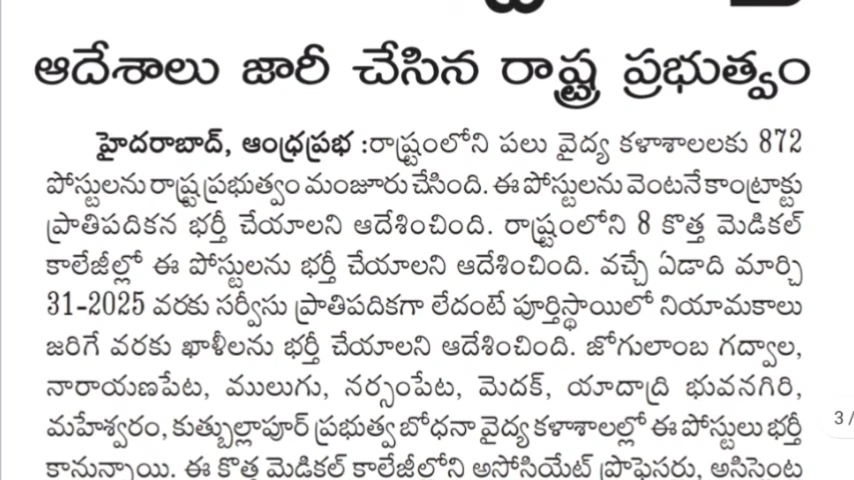 ఆదేశాలు జారీ చేసిన రాష్ట్ర ప్రభుత్వం
హైదరాబాద్, ఆంధ్రప్రభ :రాష్ట్రంలోని పలు వైద్య కళాశాలలకు 872
పోస్టులను రాష్ట్ర ప్రభుత్వం మంజూరు చేసింది. ఈ పోస్టులను వెంటనే కాంట్రాక్టు
ప్రాతిపదికన భర్తీ చేయాలని ఆదేశించింది. రాష్ట్రంలోని 8 కొత్త మెడికల్
కాలేజీల్లో ఈ పోస్టులను భర్తీ చేయాలని ఆదేశించింది. వచ్చే ఏడాది మార్చి
31-2025 వరకు సర్వీసు ప్రాతిపదికగా లేదంటే పూర్తిస్థాయిలో నియామకాలు
జరిగే వరకు ఖాళీలను భర్తీ చేయాలని ఆదేశించింది. జోగులాంబ గద్వాల,
నారాయణపేట, ములుగు, నర్సంపేట, మెదక్, యాదాద్రి భువనగిరి,
మహేశ్వరం, కుత్బుల్లాపూర్ ప్రభుత్వ బోధనా వైద్య కళాశాలల్లో ఈ పోస్టులు భర్తీ
కానున్నాయి. ఈ కొత్త మెడికల్ కాలేజీల్లోని అసోసియేట్ ప్రొఫెసరు, అసిస్టెంట
3/